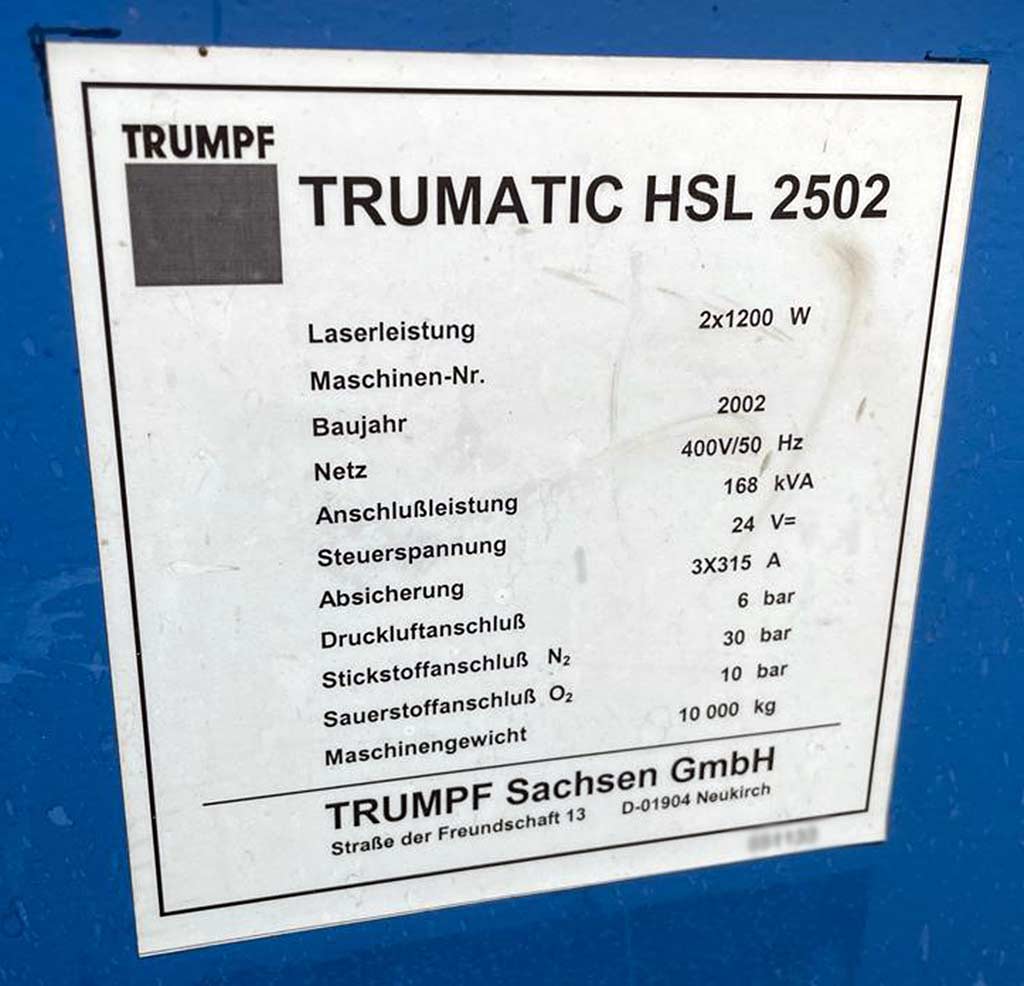 TRUMPF
TRUMATIC HSL 2502
Laserleistung 2x1200 W
Maschinen-Nr.
Baujahr 2002
Netz 400V/50 Hz
Anschlußleistung 168 kVA
Steuerspannung 24 V=
Absicherung 3X315 A
Druckluftanschluß 6 bar
Stickstoffanschluß N₂ 30 bar
Sauerstoffanschluß O₂ 10 bar
Maschinengewicht 10 000 kg
TRUMPF Sachsen GmbH
Straße der Freundschaft 13 D-01904 Neukirch